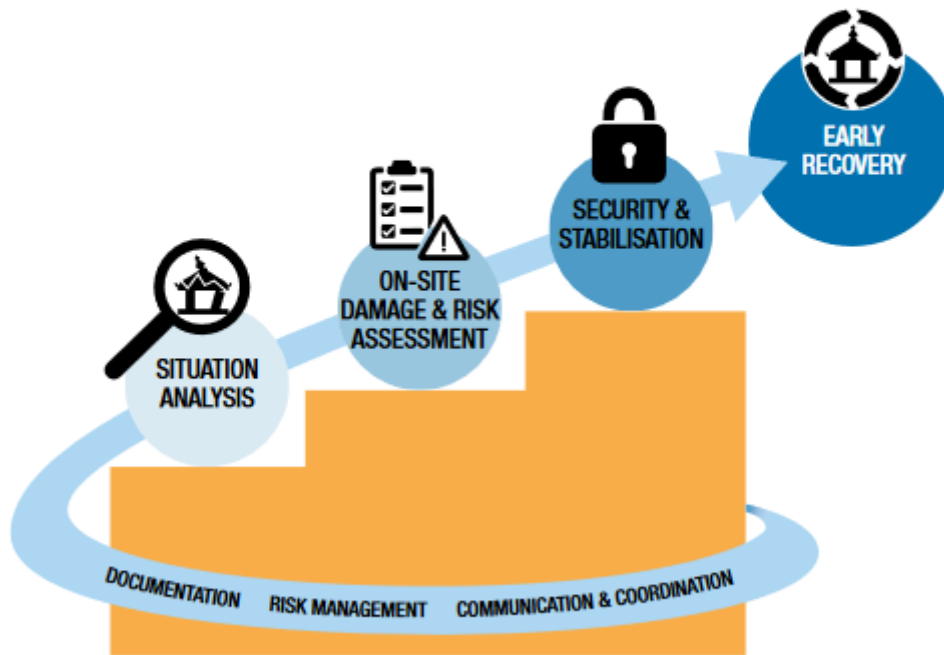 EARLY
RECOVERY
SECURITY &
STABILISATION
ON-SITE
DAMAGE & RISK
ASSESSMENT
SITUATION
ANALYSIS
DOCUMENTATION RISK MANAGEMENT COMMUNICATION & COORDINATION